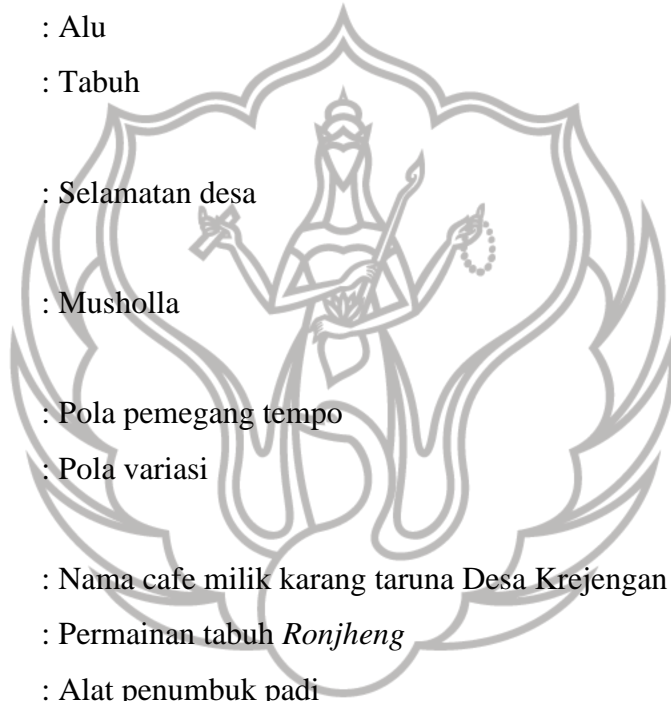 : Alu
: Tabuh
: Selamatan desa
: Musholla
: Pola pemegang tempo
: Pola variasi
: Nama cafe milik karang taruna Desa Krejengan
: Permainan tabuh Ronjheng
: Alat penumbuk padi